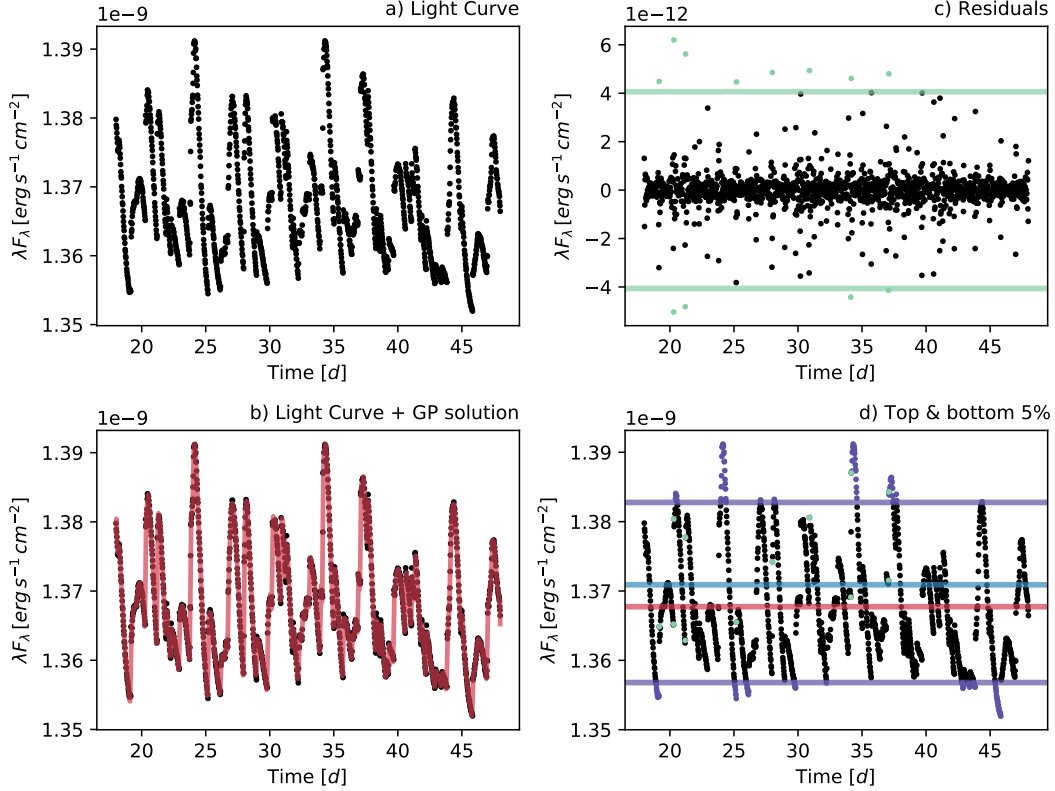 a) Light Curve
1e−9
λF_λ [erg s⁻¹ cm⁻²]
1.39
1.38
1.37
1.36
1.35
20 25 30 35 40 45
Time [d]
c) Residuals
1e−12
λF_λ [erg s⁻¹ cm⁻²]
6
4
2
0
−2
−4
20 25 30 35 40 45
Time [d]
b) Light Curve + GP solution
1e−9
λF_λ [erg s⁻¹ cm⁻²]
1.39
1.38
1.37
1.36
1.35
20 25 30 35 40 45
Time [d]
d) Top & bottom 5%
1e−9
λF_λ [erg s⁻¹ cm⁻²]
1.39
1.38
1.37
1.36
1.35
20 25 30 35 40 45
Time [d]